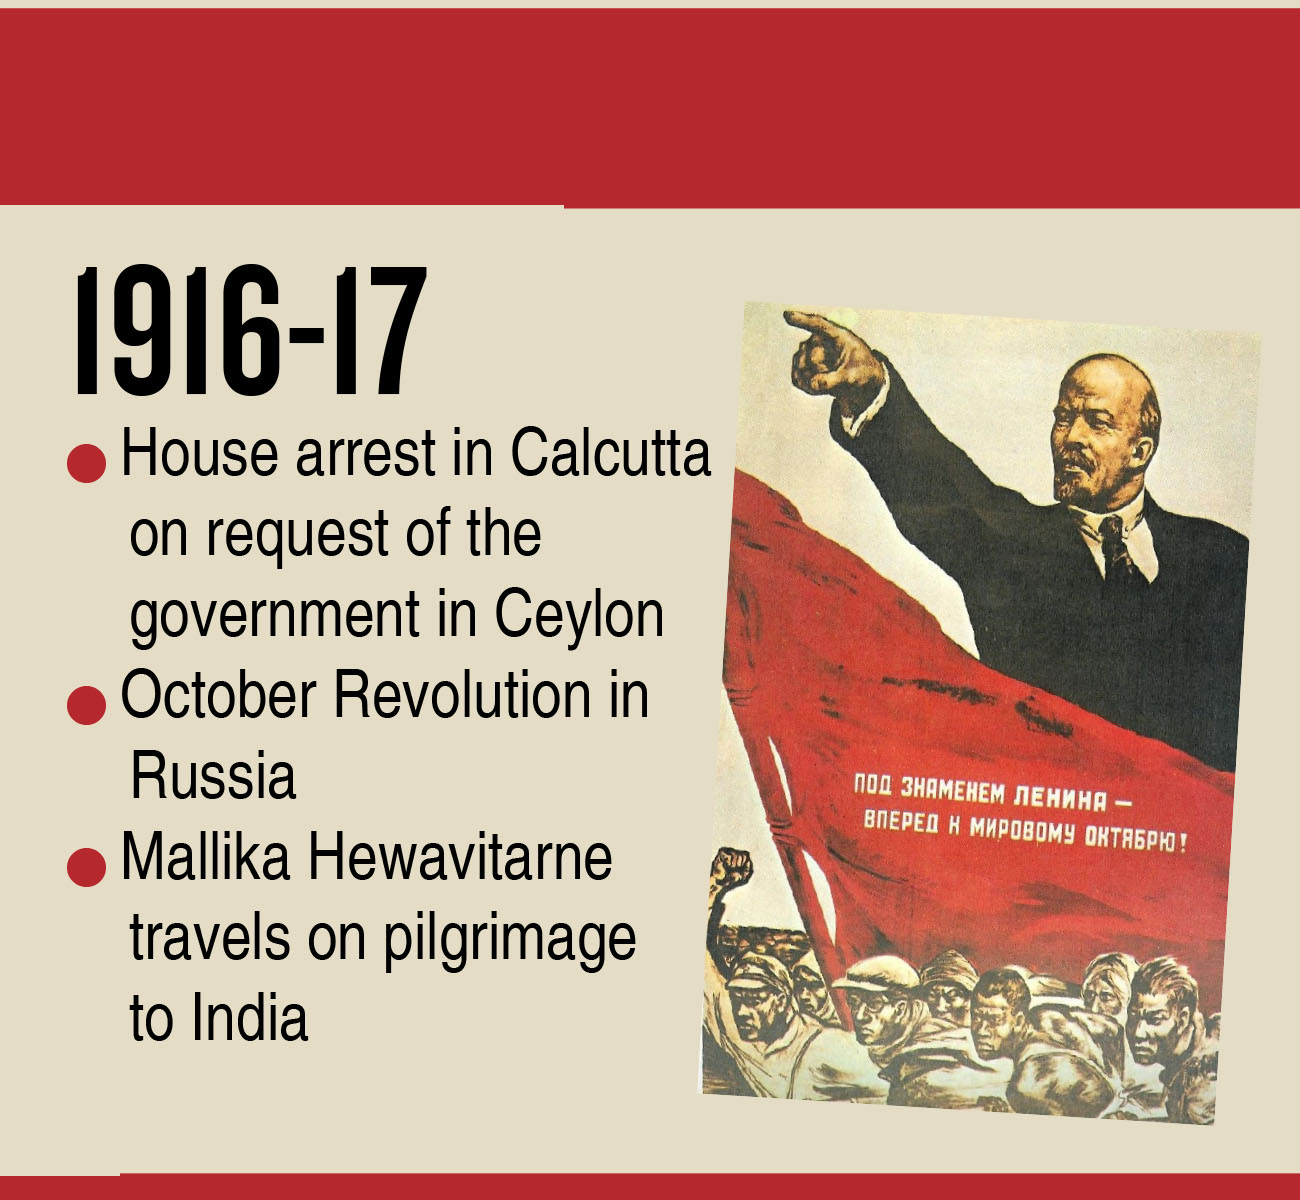 1916-17
House arrest in Calcutta
on request of the
government in Ceylon
October Revolution in
Russia
Mallika Hewavitarne
travels on pilgrimage
to India
ПОД ЗНАМЕНЕМ ЛЕНИНА —
ВПЕРЕД К МИРОВОМУ ОКТЯБРЮ!